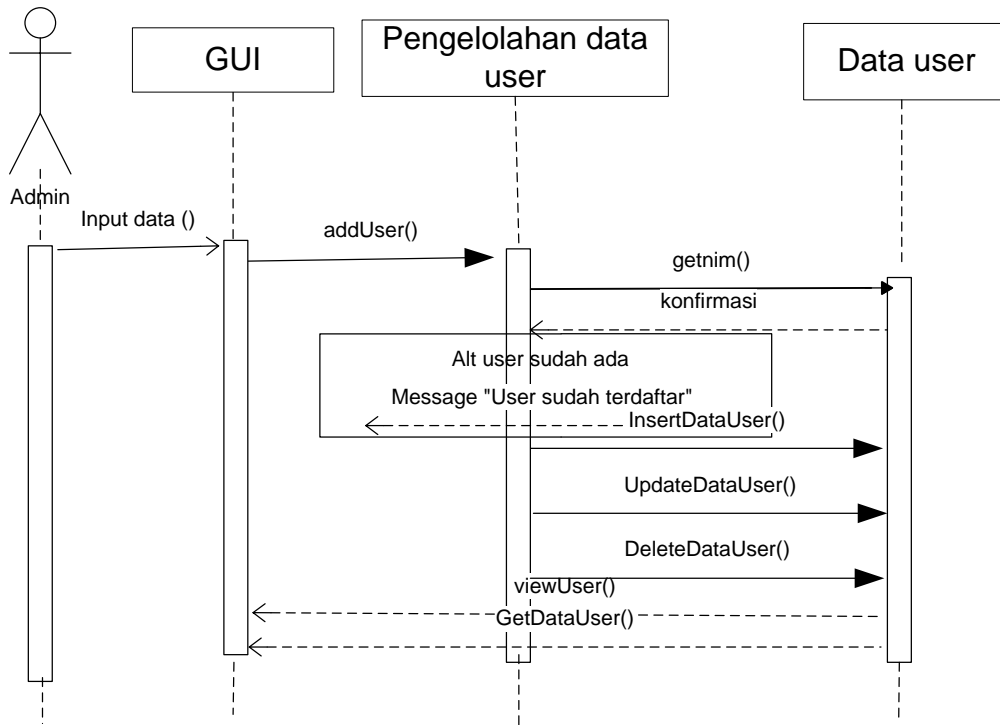 GUI
Pengelolahan data
user
Data user
Admin
Input data ()
addUser()
getnim()
konfirmasi
Alt user sudah ada
Message "User sudah terdaftar"
InsertDataUser()
UpdateDataUser()
DeleteDataUser()
viewUser()
GetDataUser()